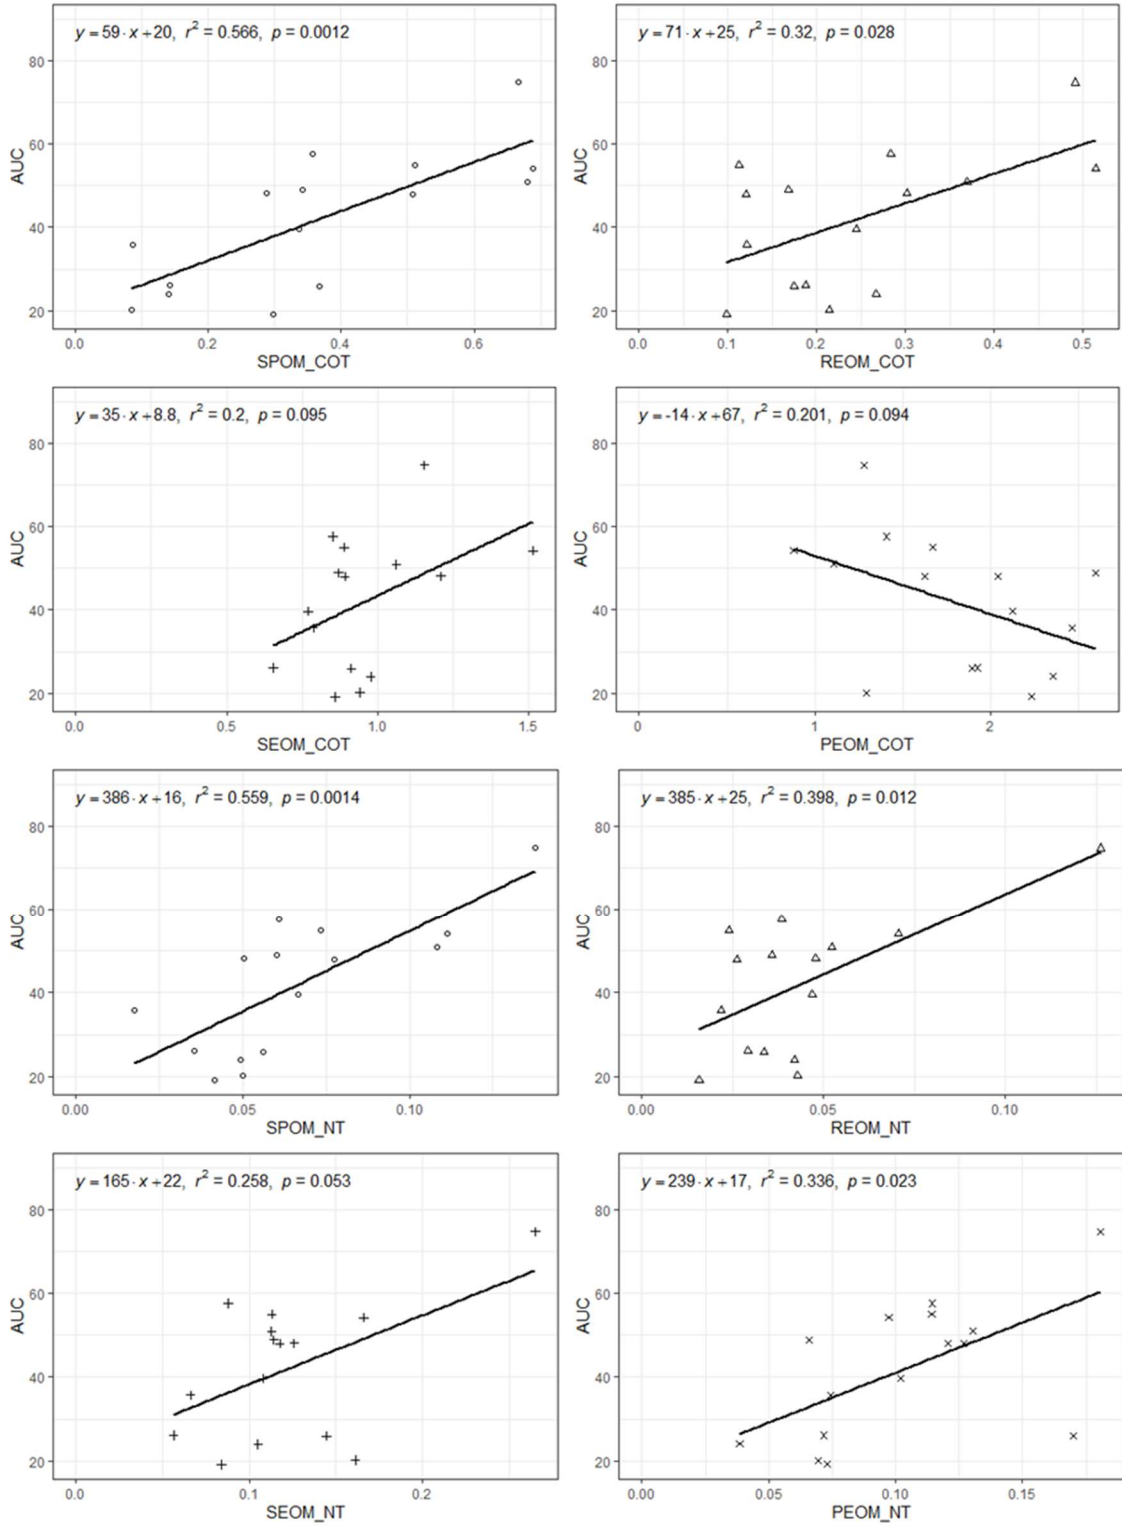 y = 59 · x + 20, r² = 0.566, p = 0.0012
AUC
80
60
40
20
0.0 0.2 0.4 0.6
SPOM_COT
y = 71 · x + 25, r² = 0.32, p = 0.028
AUC
80
60
40
20
0.0 0.1 0.2 0.3 0.4 0.5
REOM_COT
y = 35 · x + 8.8, r² = 0.2, p = 0.095
AUC
80
60
40
20
0.0 0.5 1.0 1.5
SEOM_COT
y = -14 · x + 67, r² = 0.201, p = 0.094
AUC
80
60
40
20
0 1 2
PEOM_COT
y = 386 · x + 16, r² = 0.559, p = 0.0014
AUC
80
60
40
20
0.00 0.05 0.10
SPOM_NT
y = 385 · x + 25, r² = 0.398, p = 0.012
AUC
80
60
40
20
0.00 0.05 0.10
REOM_NT
y = 165 · x + 22, r² = 0.258, p = 0.053
AUC
80
60
40
20
0.0 0.1 0.2
SEOM_NT
y = 239 · x + 17, r² = 0.336, p = 0.023
AUC
80
60
40
20
0.00 0.05 0.10 0.15
PEOM_NT